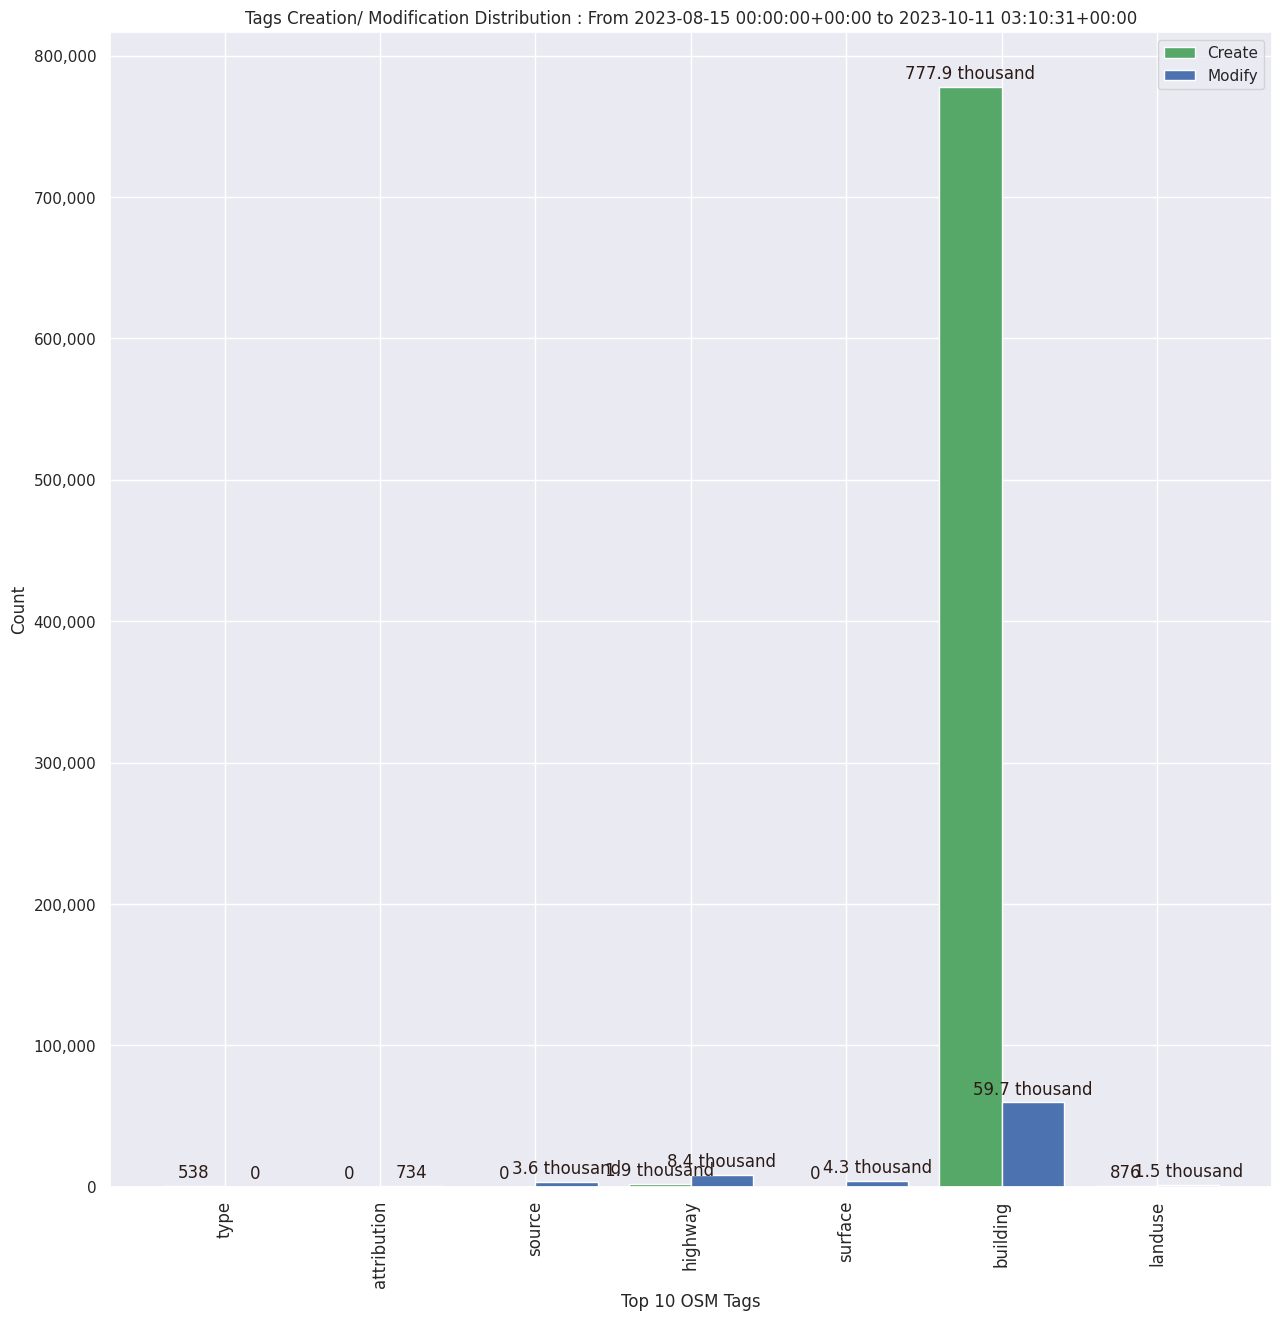 Tags Creation/ Modification Distribution : From 2023-08-15 00:00:00+00:00 to 2023-10-11 03:10:31+00:00
Create
Modify
800,000
700,000
600,000
500,000
400,000
300,000
200,000
100,000
0
Count
538
0
0
734
0
3.6 thousand
1.9 thousand
8.4 thousand
0
4.3 thousand
777.9 thousand
59.7 thousand
876
1.5 thousand
type
attribution
source
highway
surface
building
landuse
Top 10 OSM Tags